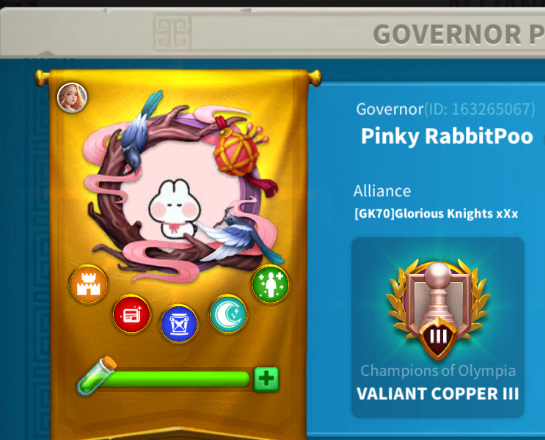 GOVERNOR P
Governor(ID: 163265067)
Pinky RabbitPoo
Alliance
[GK70]Glorious Knights xXx
III
Champions of Olympia
VALIANT COPPER III